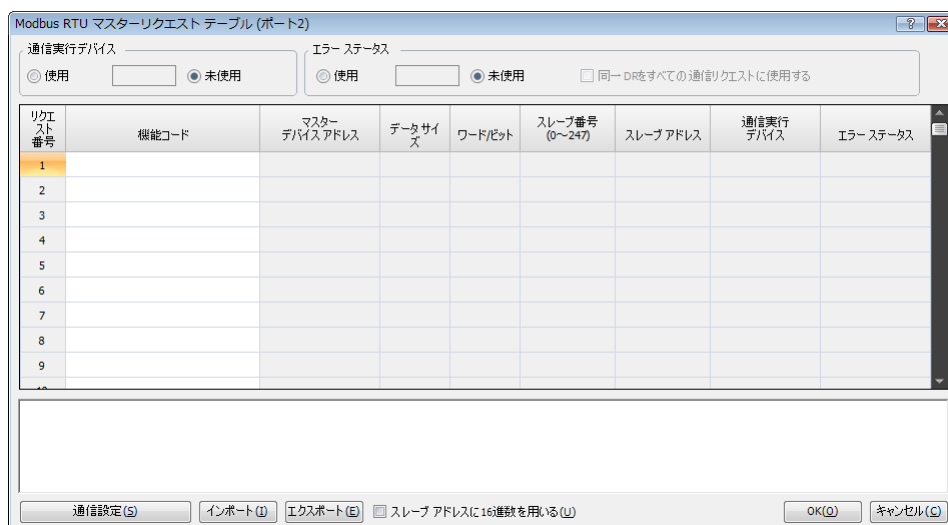 Modbus RTU マスターリクエスト テーブル (ポート2)
通信実行デバイス
エラー ステータス
使用
未使用
使用
未使用
同一 DRをすべての通信リクエストに使用する
リクエ
スト
番号
機能コード
マスター
デバイス アドレス
データ サイ
ズ
ワード/ビット
スレーブ番号
(0~247)
スレーブ アドレス
通信実行
デバイス
エラー ステータス
1
2
3
4
5
6
7
8
9
通信設定(S)
インポート(I)
エクスポート(E)
スレーブ アドレスに16進数を用いる(U)
OK(O)
キャンセル(C)